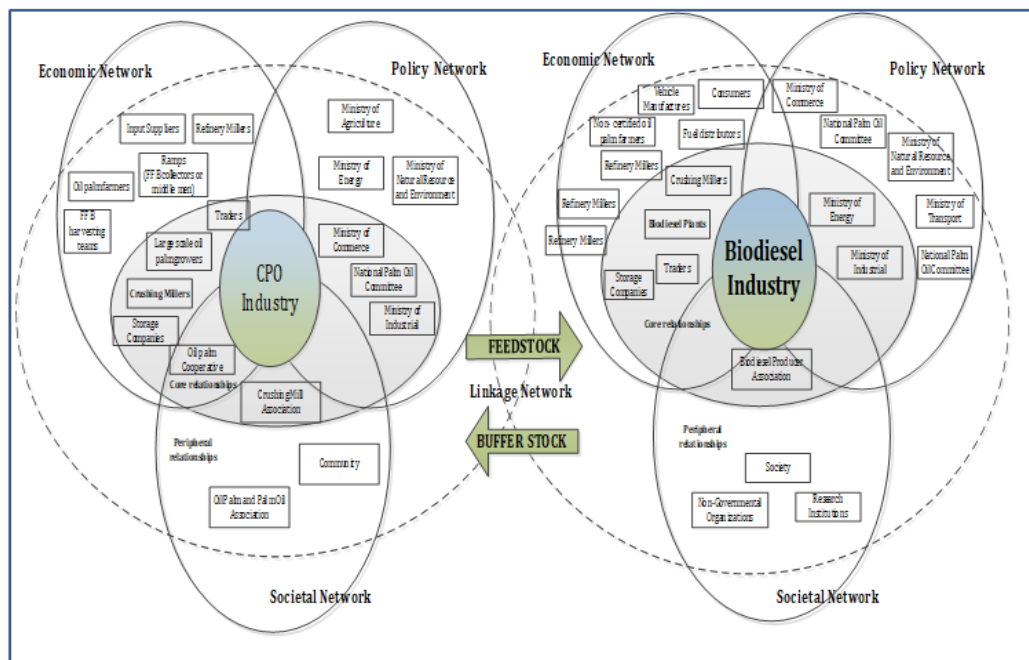 Economic Network
Policy Network
Input Suppliers
Refinery Millers
Ministry of
Agriculture
Ramps
(FF B collectors or
middle men)
Oil palm farmers
Ministry of
Energy
Ministry of
Natural Resource
and Environment
FF B
harvesting
teams
Traders
Large scale oil
palm growers
Ministry of
Commerce
CPO
Industry
National Palm Oil
Committee
Crushing Millers
Ministry of
Industrial
Storage
Companies
Oil palm
Cooperative
Core relationships
Crushing Mill
Association
Peripheral
relationships
Community
Oil Palm and Palm Oil
Association
Societal Network
FEEDSTOCK
Linkage Network
BUFFER STOCK
Economic Network
Policy Network
Vehicle
Manufactures
Consumers
Ministry of
Commerce
Non- certified oil
palm farmers
Fuel distributors
National Palm Oil
Committee
Ministry of
Natural Resource
and Environment
Refinery Millers
Crushing Millers
Refinery Millers
Biodiesel Plants
Ministry of
Energy
Ministry of
Transport
Refinery Millers
Biodiesel
Industry
Ministry of
Industrial
National Palm
Oil Committee
Storage
Companies
Traders
Core relationships
Biodiesel Producer
Association
Peripheral
relationships
Society
Non-Governmental
Organizations
Research
Institutions
Societal Network